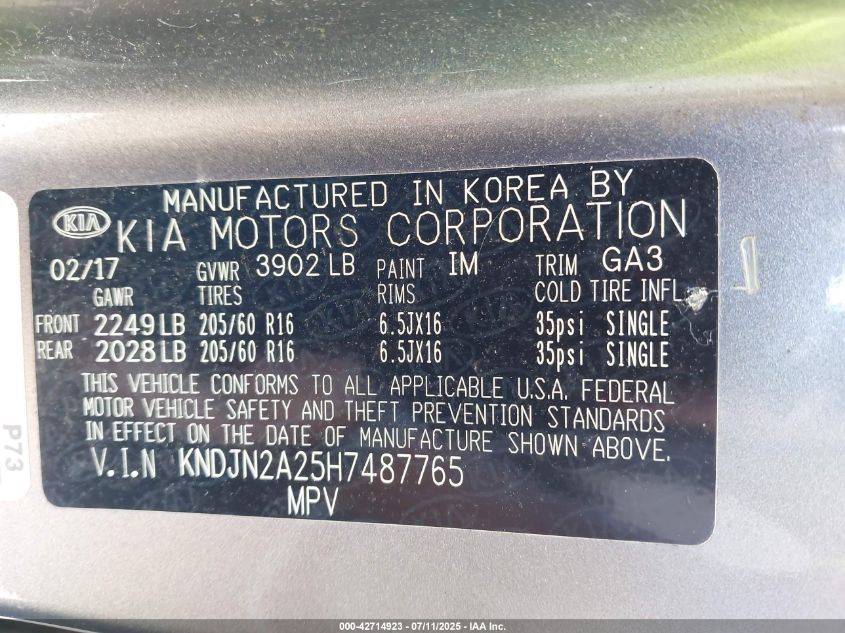 MANUFACTURED IN KOREA BY
KIA KIA MOTORS CORPORATION
02/17 GVWR 3902 LB PAINT IM TRIM GA3
GAWR TIRES RIMS COLD TIRE INFL.
FRONT 2249 LB 205/60 R16 6.5JX16 35psi SINGLE
REAR 2028 LB 205/60 R16 6.5JX16 35psi SINGLE
THIS VEHICLE CONFORMS TO ALL APPLICABLE U.S.A. FEDERAL
MOTOR VEHICLE SAFETY AND THEFT PREVENTION STANDARDS
IN EFFECT ON THE DATE OF MANUFACTURE SHOWN ABOVE.
V.I.N KNDJN2A25H7487765
MPV
P73
000-42714923 - 07/11/2025 - IAA Inc.